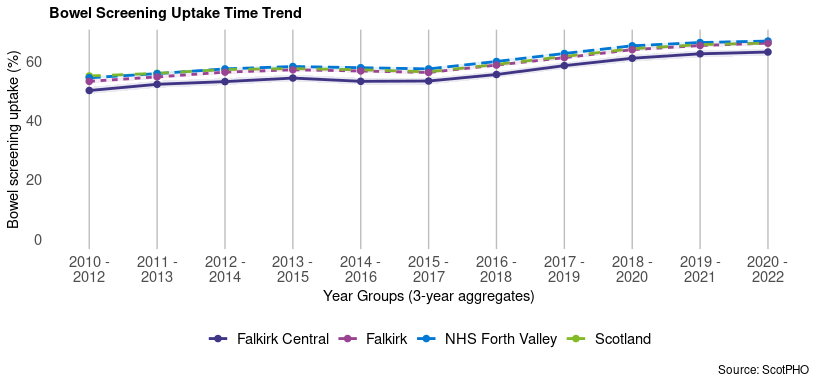 Bowel Screening Uptake Time Trend
Bowel screening uptake (%)
60
40
20
0
2010 - 2011 - 2012 - 2013 - 2014 - 2015 - 2016 - 2017 - 2018 - 2019 - 2020 -
2012 2013 2014 2015 2016 2017 2018 2019 2020 2021 2022
Year Groups (3-year aggregates)
Falkirk Central Falkirk NHS Forth Valley Scotland
Source: ScotPHO